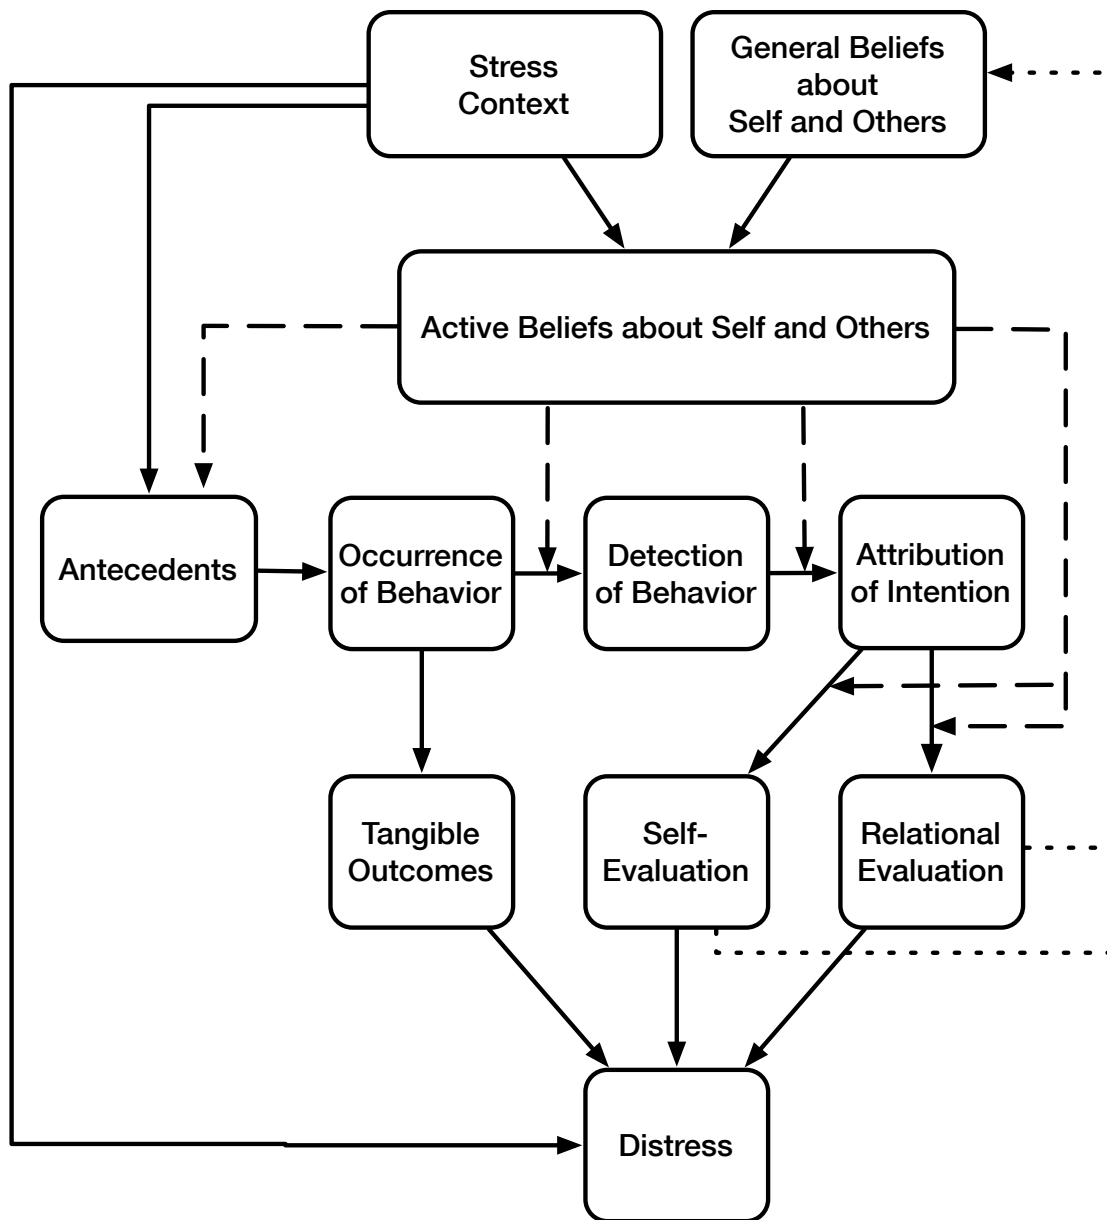 Stress
Context
General Beliefs
about
Self and Others
Active Beliefs about Self and Others
Antecedents
Occurrence
of Behavior
Detection
of Behavior
Attribution
of Intention
Tangible
Outcomes
Self-
Evaluation
Relational
Evaluation
Distress